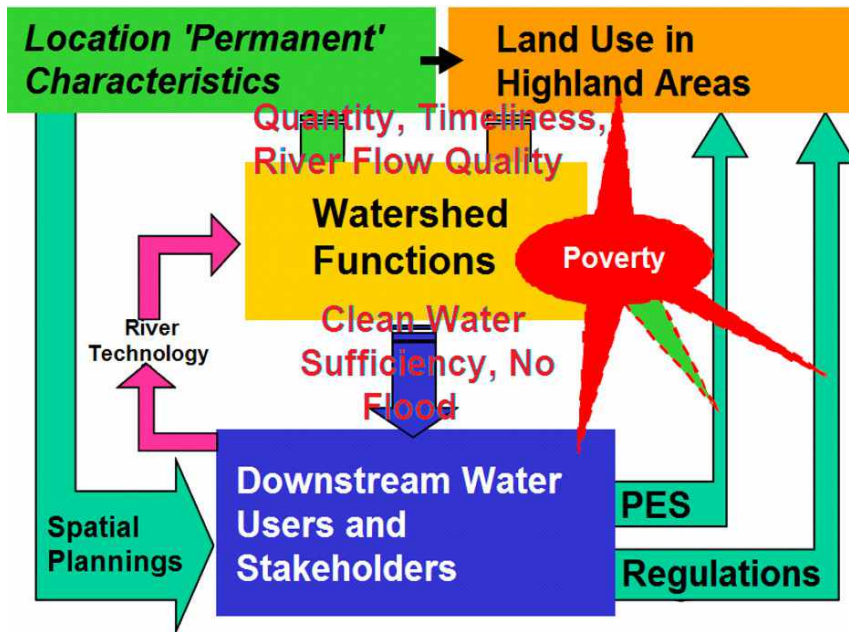 Location 'Permanent'
Characteristics
Land Use in
Highland Areas
Quantity, Timeliness,
River Flow Quality
Watershed
Functions
Poverty
River
Technology
Clean Water
Sufficiency, No
Flood
Downstream Water
Users and
Stakeholders
Spatial
Plannings
PES
Regulations